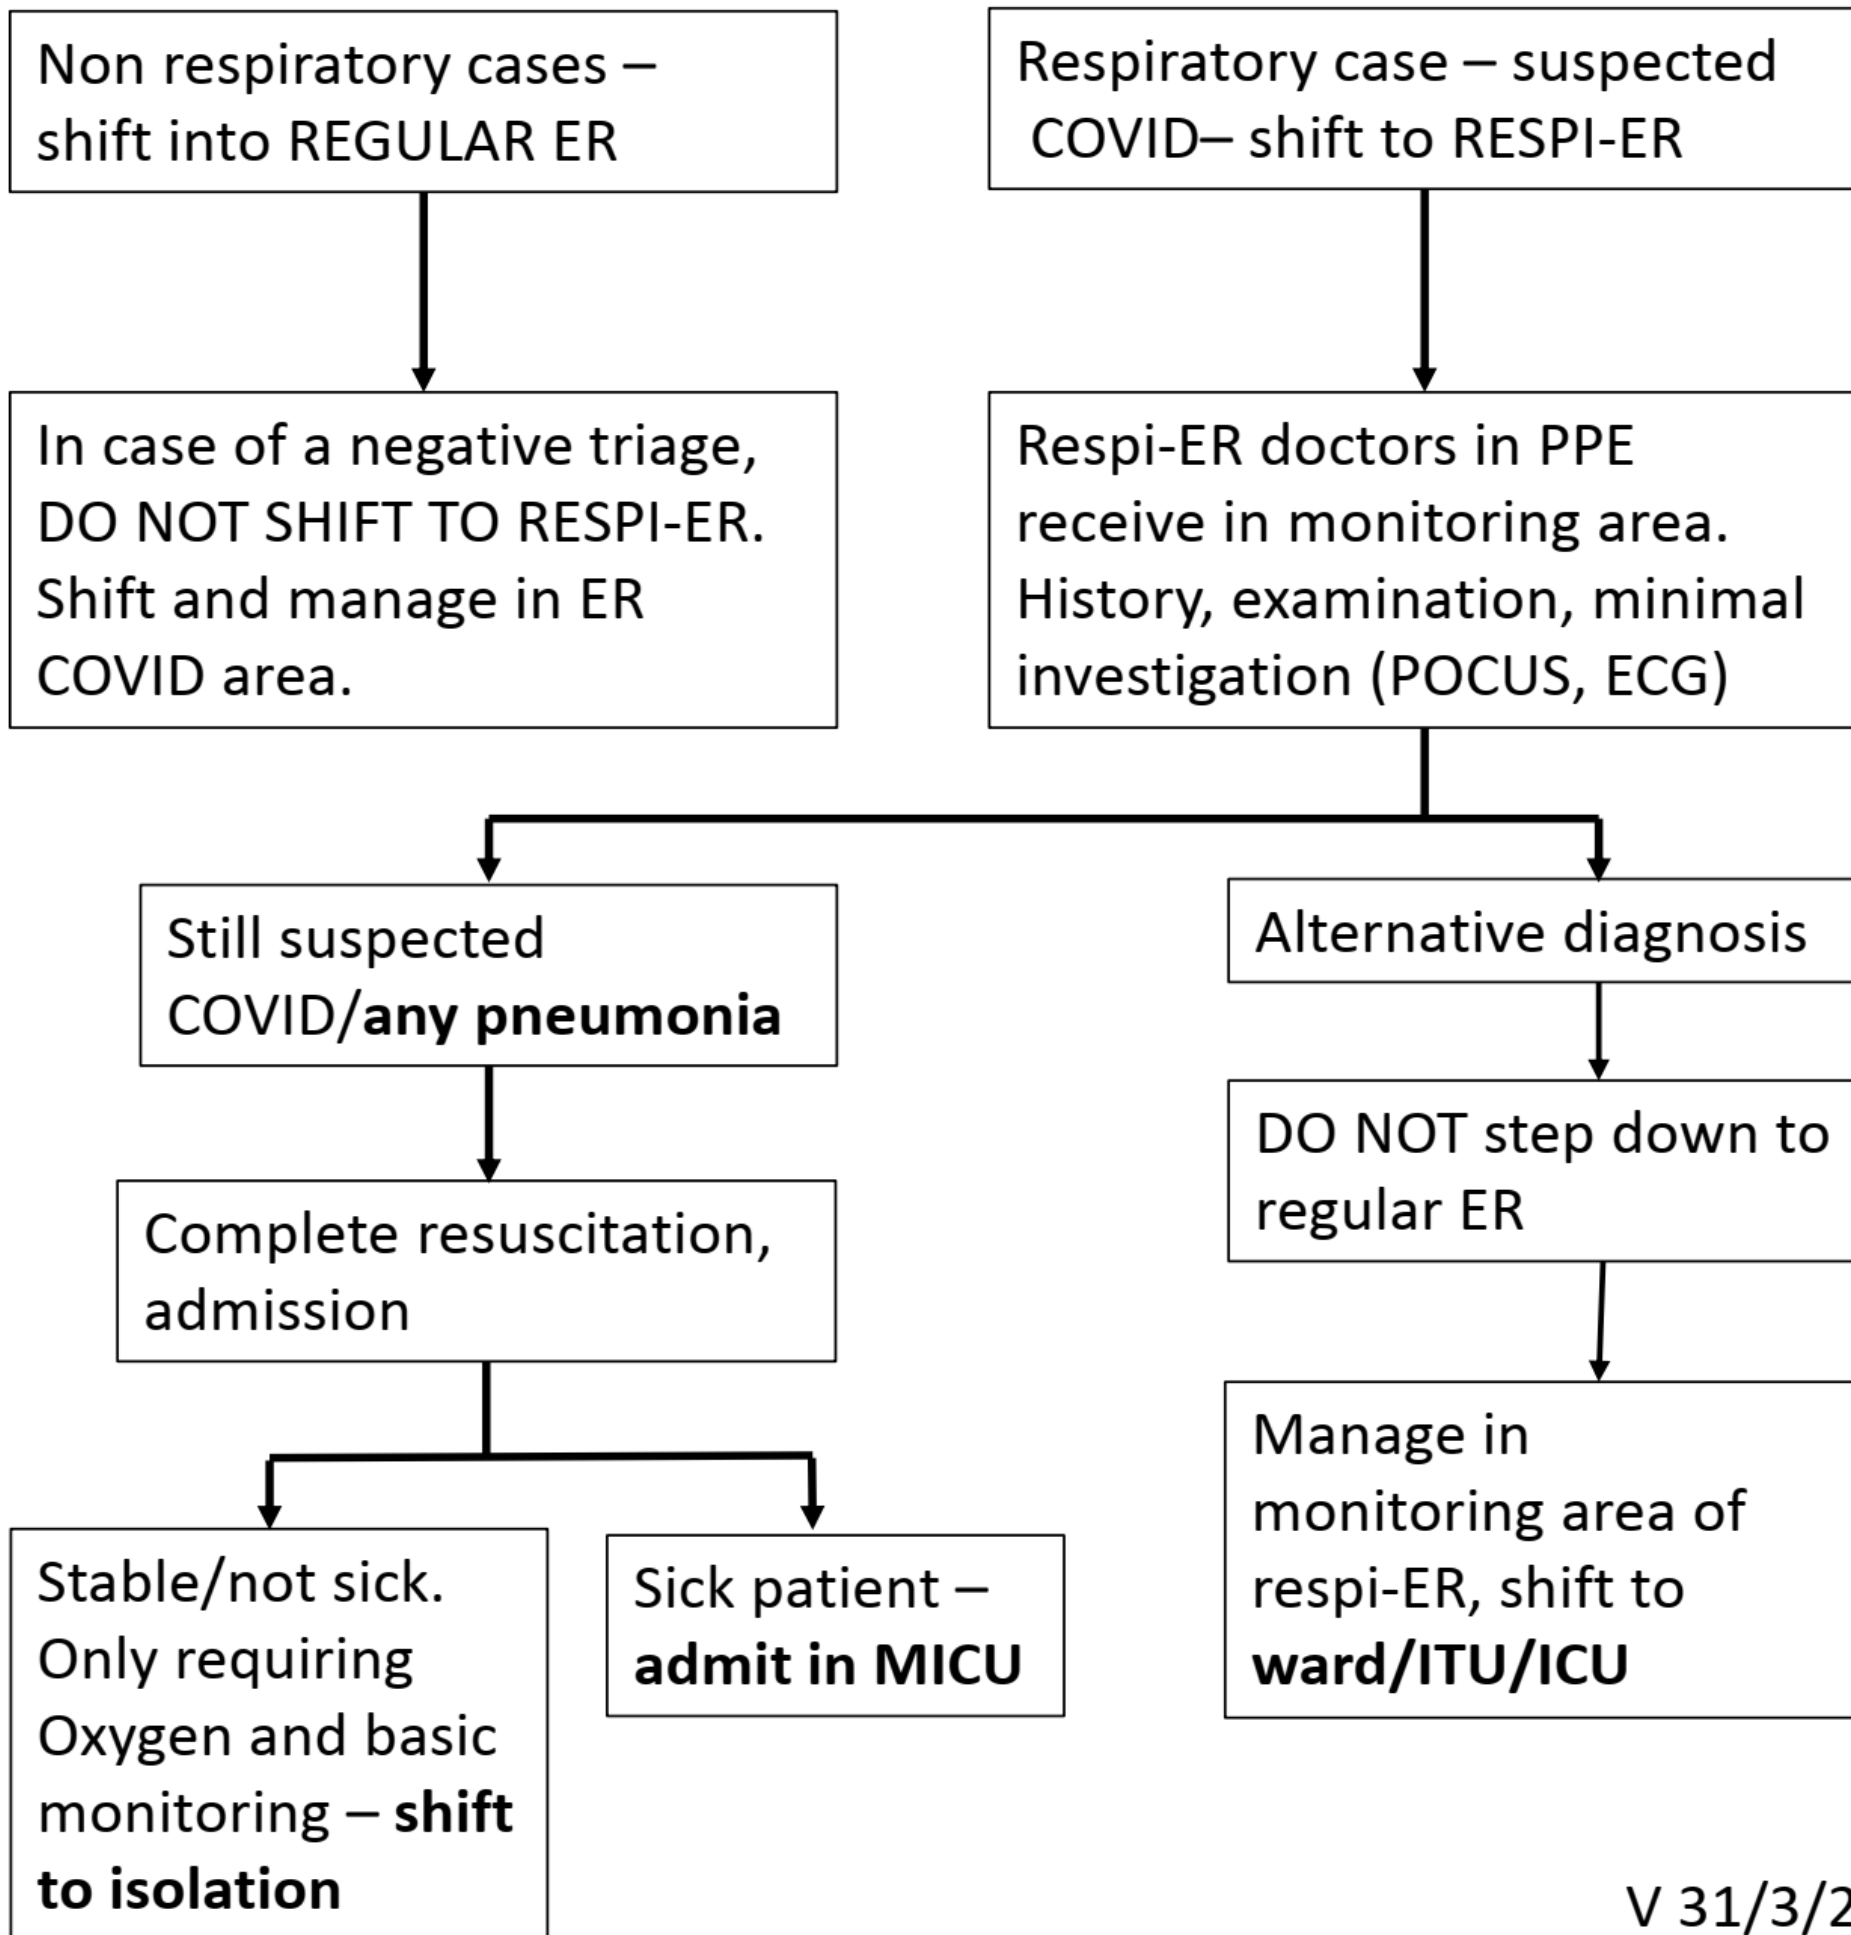 Non respiratory cases –
shift into REGULAR ER
Respiratory case – suspected
COVID– shift to RESPI-ER
In case of a negative triage,
DO NOT SHIFT TO RESPI-ER.
Shift and manage in ER
COVID area.
Respi-ER doctors in PPE
receive in monitoring area.
History, examination, minimal
investigation (POCUS, ECG)
Still suspected
COVID/any pneumonia
Alternative diagnosis
Complete resuscitation,
admission
DO NOT step down to
regular ER
Stable/not sick.
Only requiring
Oxygen and basic
monitoring – shift
to isolation
Sick patient –
admit in MICU
Manage in
monitoring area of
respi-ER, shift to
ward/ITU/ICU
V 31/3/2